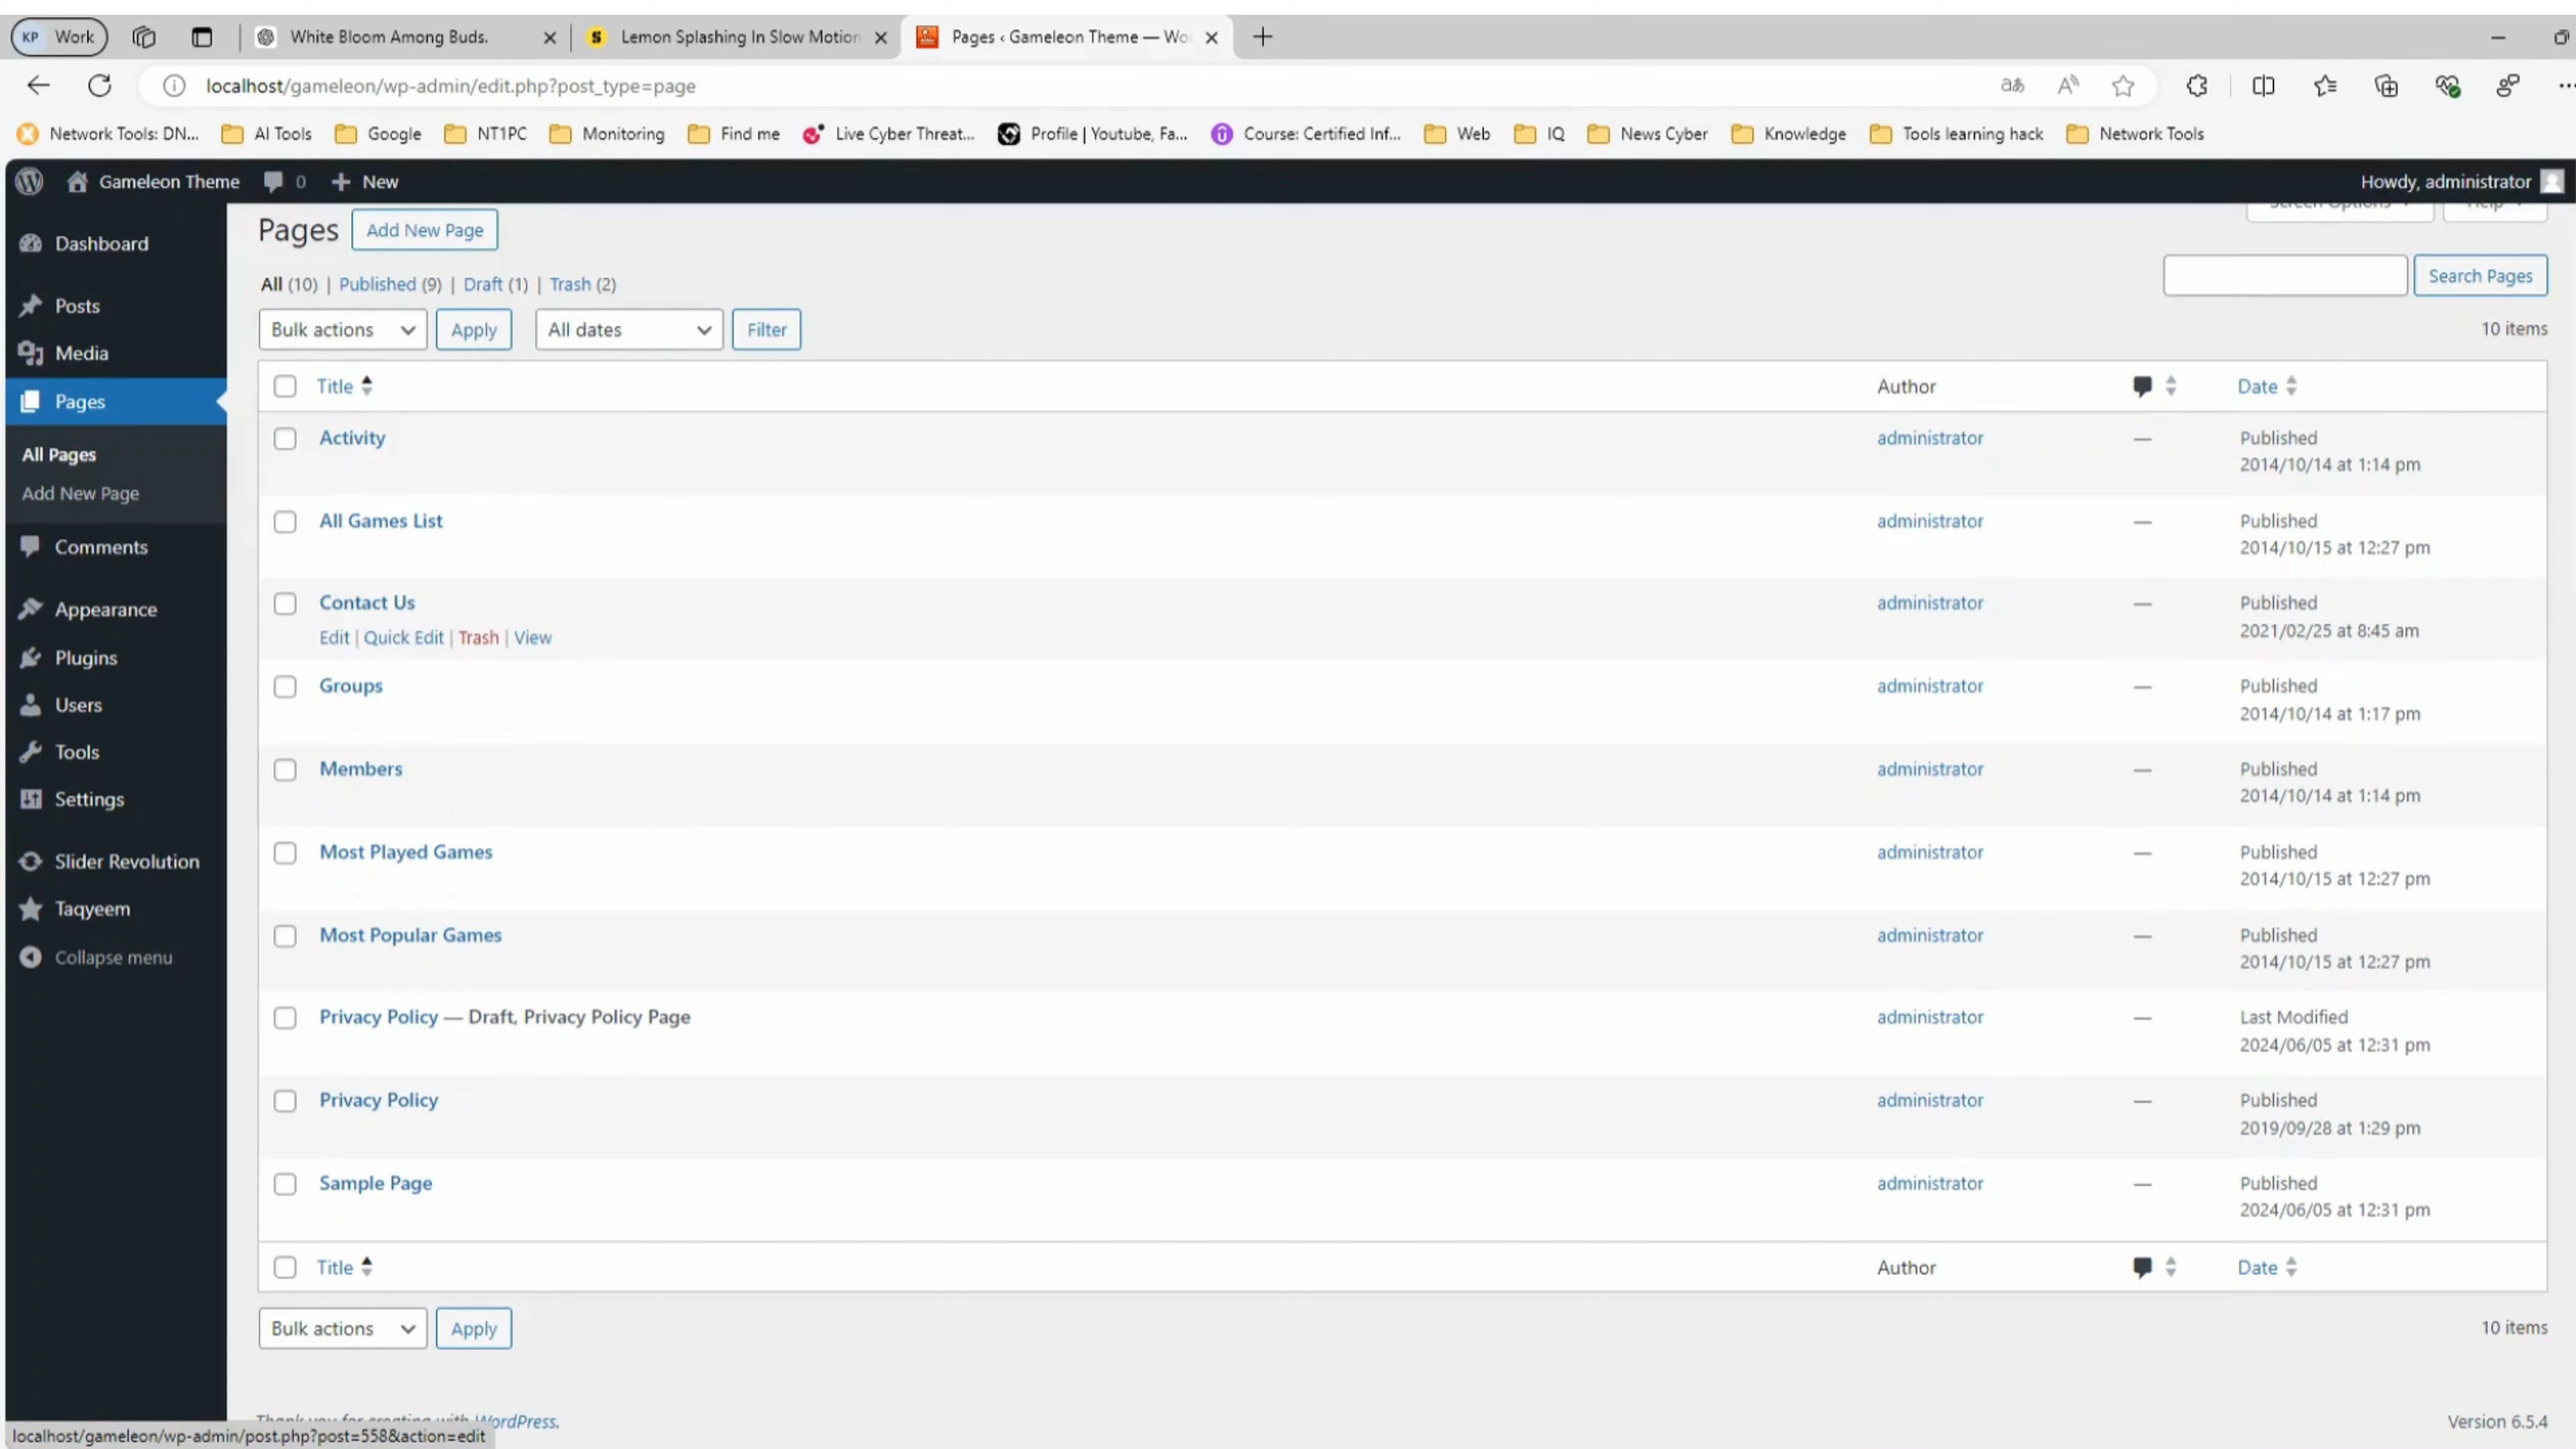 KP Work White Bloom Among Buds. Lemon Splashing In Slow Motion Pages ‹ Gameleon Theme — Wo
localhost/gameleon/wp-admin/edit.php?post_type=page
Network Tools: DN... AI Tools Google NT1PC Monitoring Find me Live Cyber Threat... Profile | Youtube, Fa... Course: Certified Inf... Web IQ News Cyber Knowledge Tools learning hack Network Tools
Gameleon Theme 0 New Howdy, administrator
Dashboard
Posts
Media
Pages
All Pages
Add New Page
Comments
Appearance
Plugins
Users
Tools
Settings
Slider Revolution
Taqyeem
Collapse menu
Screen Options Help
Pages Add New Page
All (10) | Published (9) | Draft (1) | Trash (2)
Search Pages
Bulk actions Apply All dates Filter 10 items
Title Author Date
Activity administrator — Published
2014/10/14 at 1:14 pm
All Games List administrator — Published
2014/10/15 at 12:27 pm
Contact Us administrator — Published
Edit | Quick Edit | Trash | View 2021/02/25 at 8:45 am
Groups administrator — Published
2014/10/14 at 1:17 pm
Members administrator — Published
2014/10/14 at 1:14 pm
Most Played Games administrator — Published
2014/10/15 at 12:27 pm
Most Popular Games administrator — Published
2014/10/15 at 12:27 pm
Privacy Policy — Draft, Privacy Policy Page administrator — Last Modified
2024/06/05 at 12:31 pm
Privacy Policy administrator — Published
2019/09/28 at 1:29 pm
Sample Page administrator — Published
2024/06/05 at 12:31 pm
Title Author Date
Bulk actions Apply 10 items
Thank you for creating with WordPress. Version 6.5.4
localhost/gameleon/wp-admin/post.php?post=558&action=edit